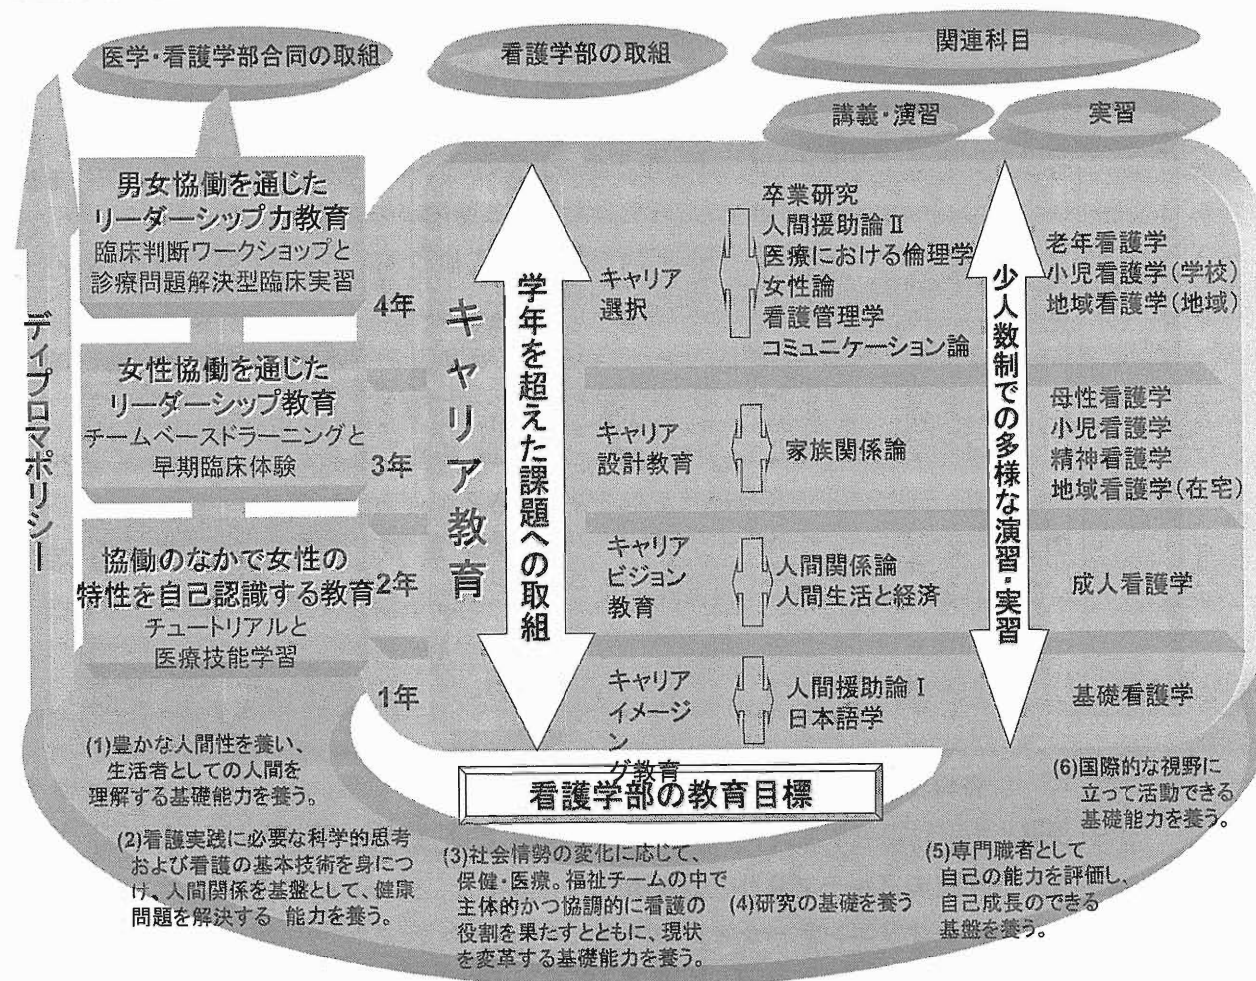 医学・看護学部合同の取組
看護学部の取組
関連科目
講義・演習
実習
ディプロマポリシー
男女協働を通じた
リーダーシップ力教育
臨床判断ワークショップと
診療問題解決型臨床実習
女性協働を通じた
リーダーシップ教育
チームベースドラーニングと
早期臨床体験
協働のなかで女性の
特性を自己認識する教育
チュートリアルと
医療技能学習
4年
3年
2年
1年
キャリア教育
学年を超えた課題への取組
キャリア
選択
卒業研究
人間援助論Ⅱ
医療における倫理学
女性論
看護管理学
コミュニケーション論
キャリア
設計教育
家族関係論
キャリア
ビジョン
教育
人間関係論
人間生活と経済
キャリア
イメージ
ン
グ教育
人間援助論Ⅰ
日本語学
少人数制での多様な演習・実習
老年看護学
小児看護学(学校)
地域看護学(地域)
母性看護学
小児看護学
精神看護学
地域看護学(在宅)
成人看護学
基礎看護学
看護学部の教育目標
(1)豊かな人間性を養い、
生活者としての人間を
理解する基礎能力を養う。
(2)看護実践に必要な科学的思考
および看護の基本技術を身につ
け、人間関係を基盤として、健康
問題を解決する 能力を養う。
(3)社会情勢の変化に応じて、
保健・医療。福祉チームの中で
主体的かつ協調的に看護の
役割を果たすとともに、現状
を変革する基礎能力を養う。
(4)研究の基礎を養う
(5)専門職者として
自己の能力を評価し、
自己成長のできる
基盤を養う。
(6)国際的な視野に
立って活動できる
基礎能力を養う。